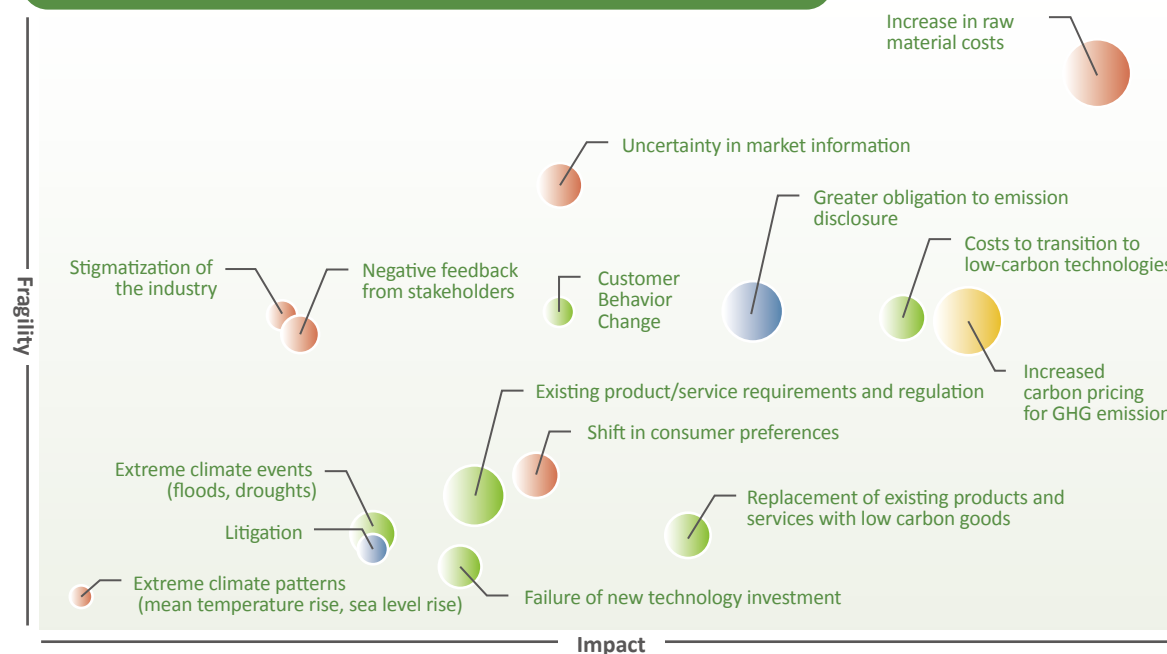 Increase in raw
material costs
Uncertainty in market information
Greater obligation to emission
disclosure
Costs to transition to
low-carbon technologies
Stigmatization of
the industry
Negative feedback
from stakeholders
Customer
Behavior
Change
Fragility
Increased
carbon pricing
for GHG emission
Existing product/service requirements and regulation
Shift in consumer preferences
Extreme climate events
(floods, droughts)
Replacement of existing products and
services with low carbon goods
Litigation
Extreme climate patterns
(mean temperature rise, sea level rise)
Failure of new technology investment
Impact